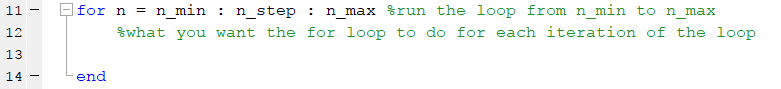 11 – for n = n_min : n_step : n_max %run the loop from n_min to n_max
12 %what you want the for loop to do for each iteration of the loop
13
14 – end